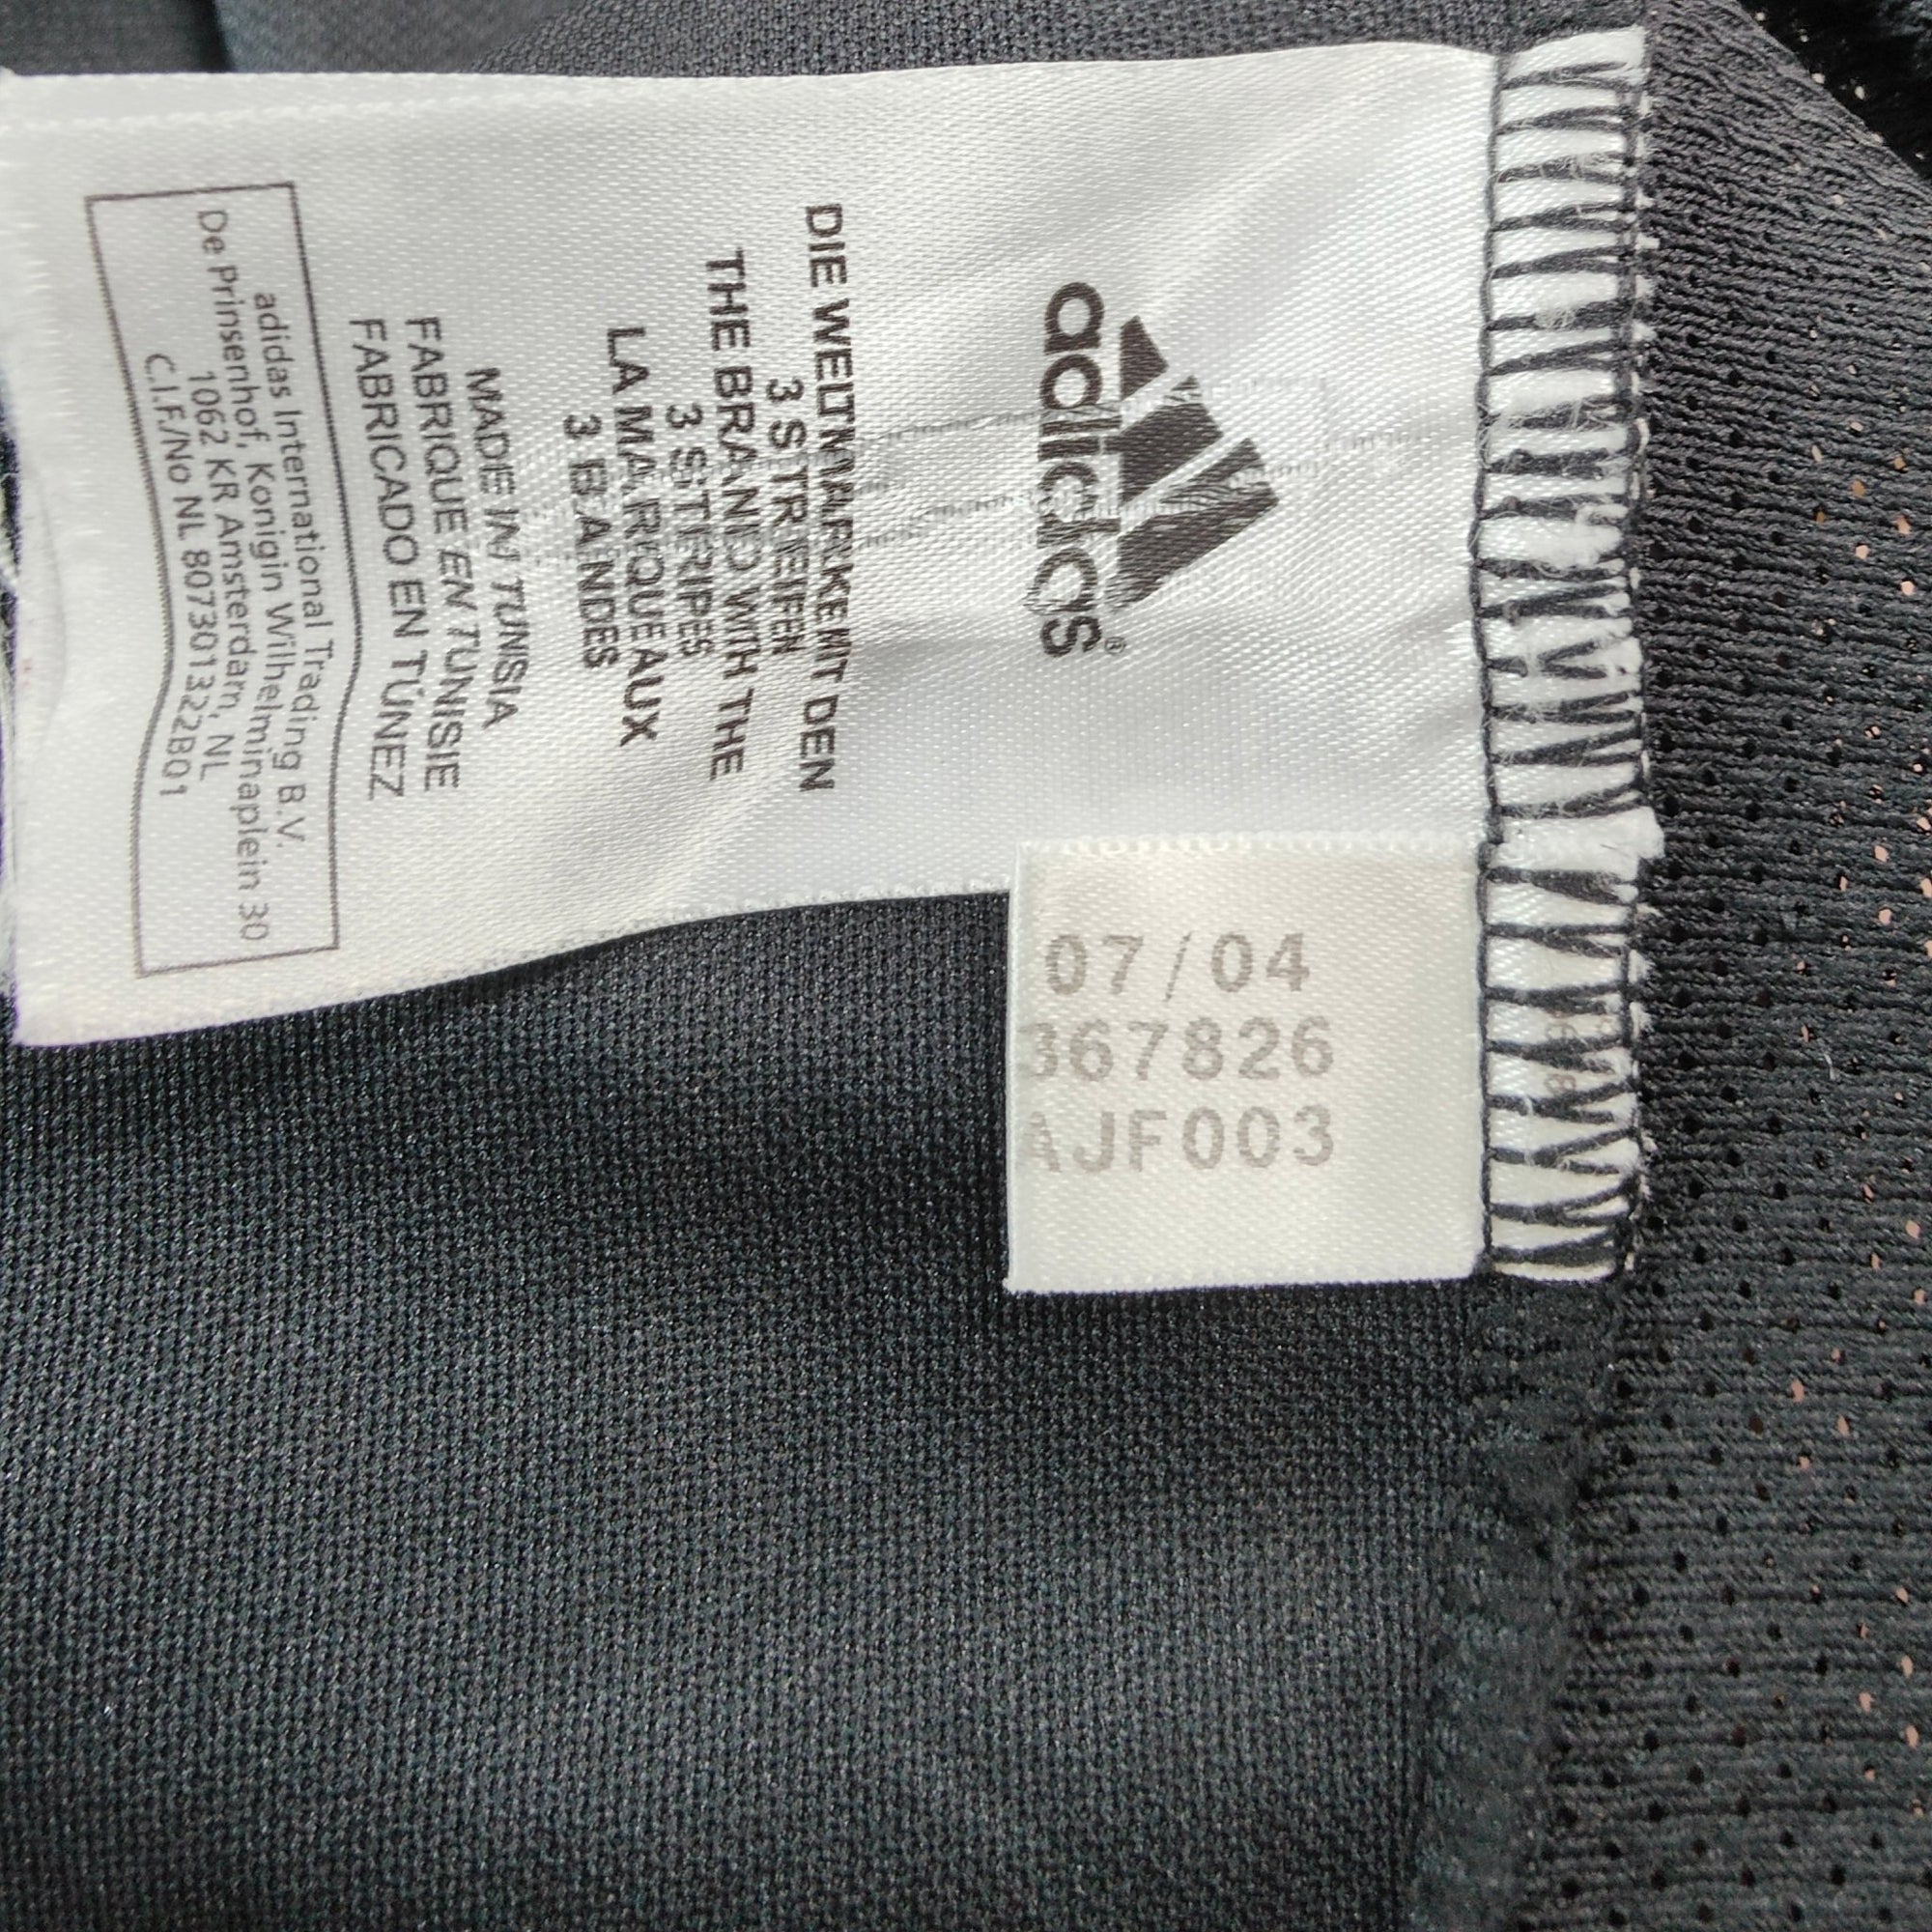 adidas®
DIE WELTMARKE MIT DEN
3 STREIFEN
THE BRAND WITH THE
3 STRIPES
LA MARQUE AUX
3 BANDES
MADE IN TUNISIA
FABRIQUE EN TUNISIE
FABRICADO EN TÚNEZ
adidas International Trading B.V.
De Prinsenhof, Konigin Wilhelminaplein 30
1062 KR Amsterdam, NL
C.I.F./No NL 807301322B01
07/04
367826
AJF003